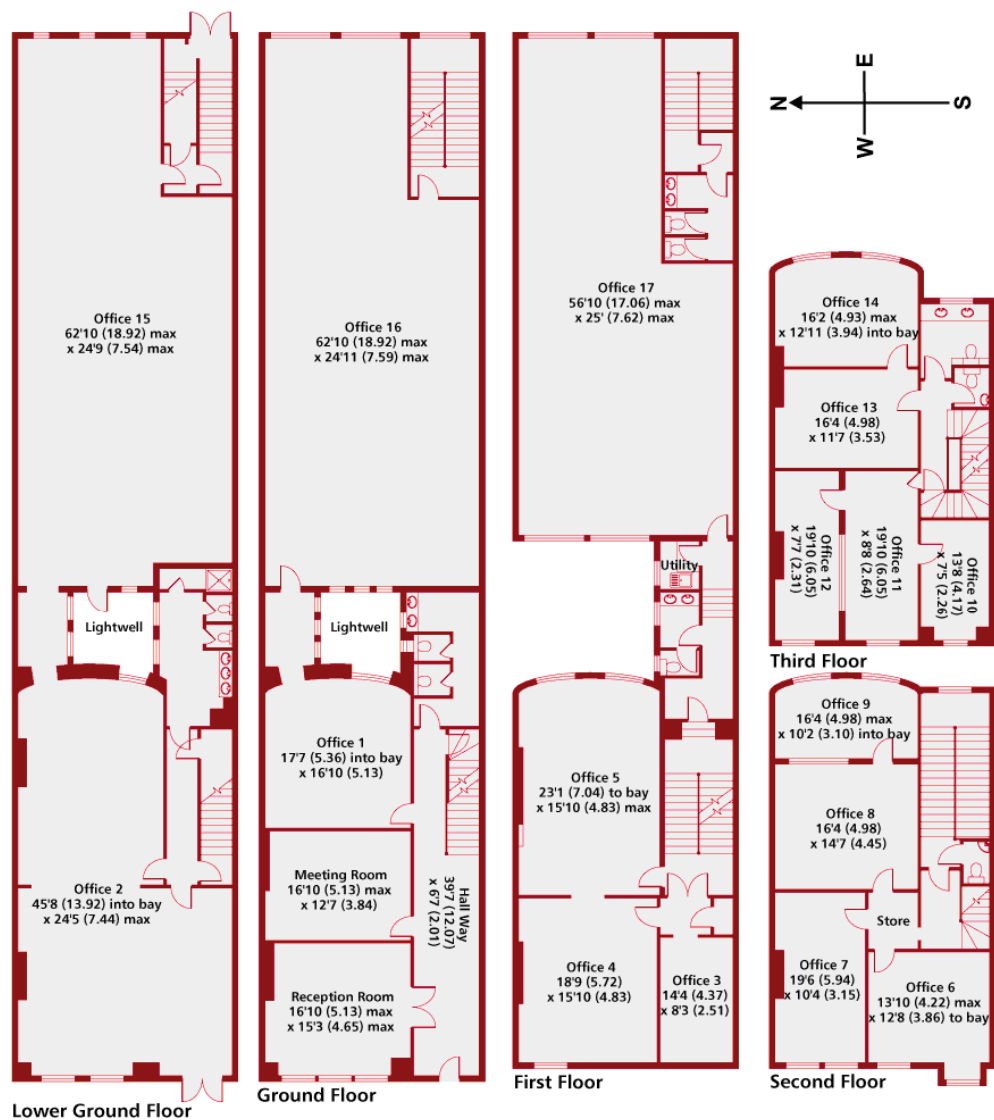 Office 15
62'10 (18.92) max
x 24'9 (7.54) max
Lightwell
Office 2
45'8 (13.92) into bay
x 24'5 (7.44) max
Lower Ground Floor
Office 16
62'10 (18.92) max
x 24'11 (7.59) max
Lightwell
Office 1
17'7 (5.36) into bay
x 16'10 (5.13)
Meeting Room
16'10 (5.13) max
x 12'7 (3.84)
Hall Way
39'7 (12.07)
x 6'7 (2.01)
Reception Room
16'10 (5.13) max
x 15'3 (4.65) max
Ground Floor
Office 17
56'10 (17.06) max
x 25' (7.62) max
Utility
Office 5
23'1 (7.04) to bay
x 15'10 (4.83) max
Office 4
18'9 (5.72)
x 15'10 (4.83)
Office 3
14'4 (4.37)
x 8'3 (2.51)
First Floor
E
N
S
W
Office 14
16'2 (4.93) max
x 12'11 (3.94) into bay
Office 13
16'4 (4.98)
x 11'7 (3.53)
Office 12
19'10 (6.05)
x 7'7 (2.31)
Office 11
19'10 (6.05)
x 8'8 (2.64)
Office 10
13'8 (4.17)
x 7'5 (2.26)
Third Floor
Office 9
16'4 (4.98) max
x 10'2 (3.10) into bay
Office 8
16'4 (4.98)
x 14'7 (4.45)
Store
Office 7
19'6 (5.94)
x 10'4 (3.15)
Office 6
13'10 (4.22) max
x 12'8 (3.86) to bay
Second Floor